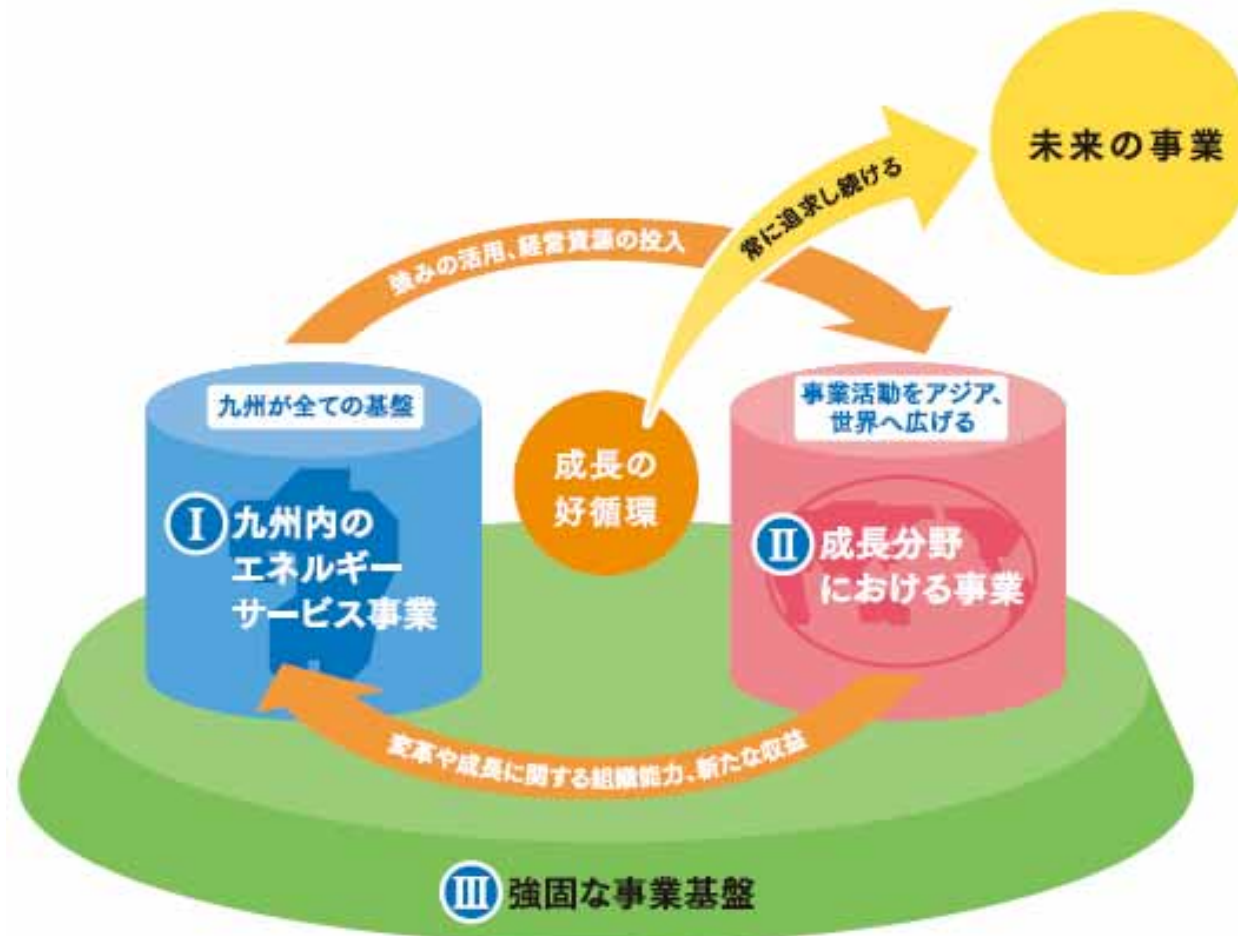 未来の事業
常に追求し続ける
強みの活用、経営資源の投入
九州が全ての基盤
事業活動をアジア、
世界へ広げる
成長の
好循環
Ⅰ 九州内の
エネルギー
サービス事業
Ⅱ 成長分野
における事業
変革や成長に関する組織能力、新たな収益
Ⅲ 強固な事業基盤